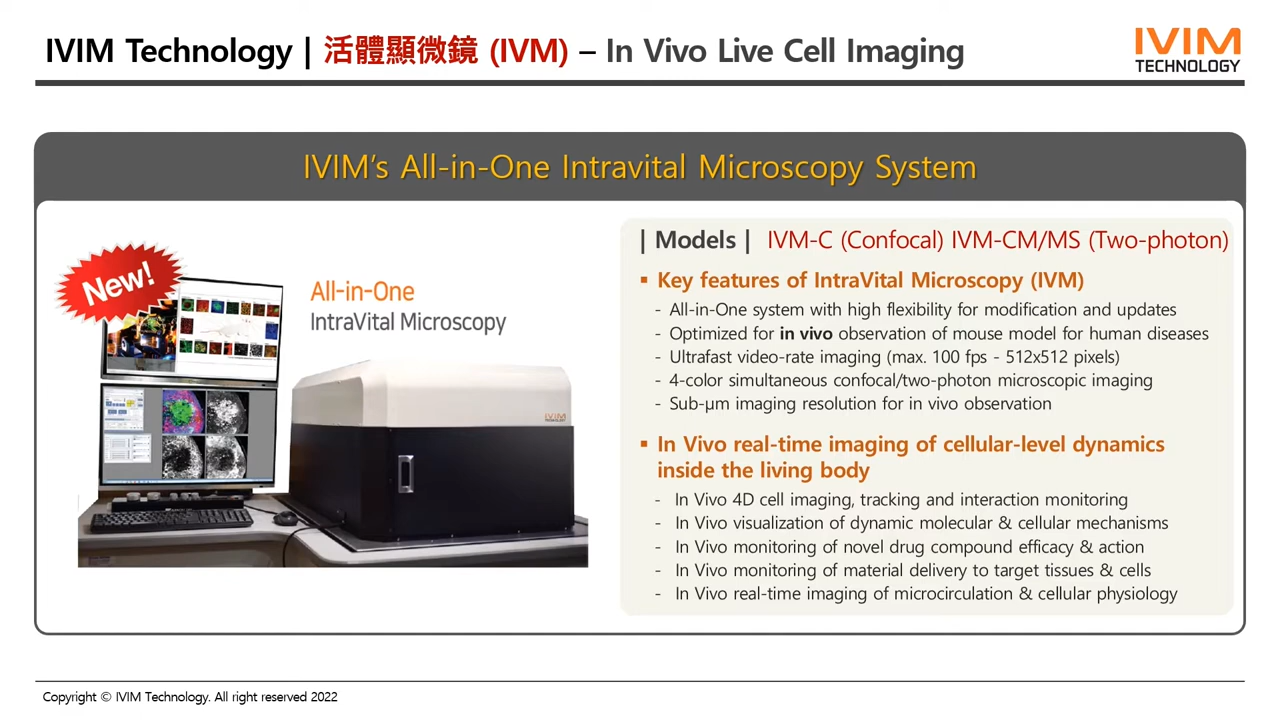 IVIM Technology | 活體顯微鏡 (IVM) – In Vivo Live Cell Imaging
IVIM
TECHNOLOGY
IVIM's All-in-One Intravital Microscopy System
New!
All-in-One
IntraVital Microscopy
IVIM
TECHNOLOGY
| Models | IVM-C (Confocal) IVM-CM/MS (Two-photon)
▪ Key features of IntraVital Microscopy (IVM)
- All-in-One system with high flexibility for modification and updates
- Optimized for in vivo observation of mouse model for human diseases
- Ultrafast video-rate imaging (max. 100 fps - 512x512 pixels)
- 4-color simultaneous confocal/two-photon microscopic imaging
- Sub-μm imaging resolution for in vivo observation
▪ In Vivo real-time imaging of cellular-level dynamics
inside the living body
- In Vivo 4D cell imaging, tracking and interaction monitoring
- In Vivo visualization of dynamic molecular & cellular mechanisms
- In Vivo monitoring of novel drug compound efficacy & action
- In Vivo monitoring of material delivery to target tissues & cells
- In Vivo real-time imaging of microcirculation & cellular physiology
Copyright © IVIM Technology. All right reserved 2022